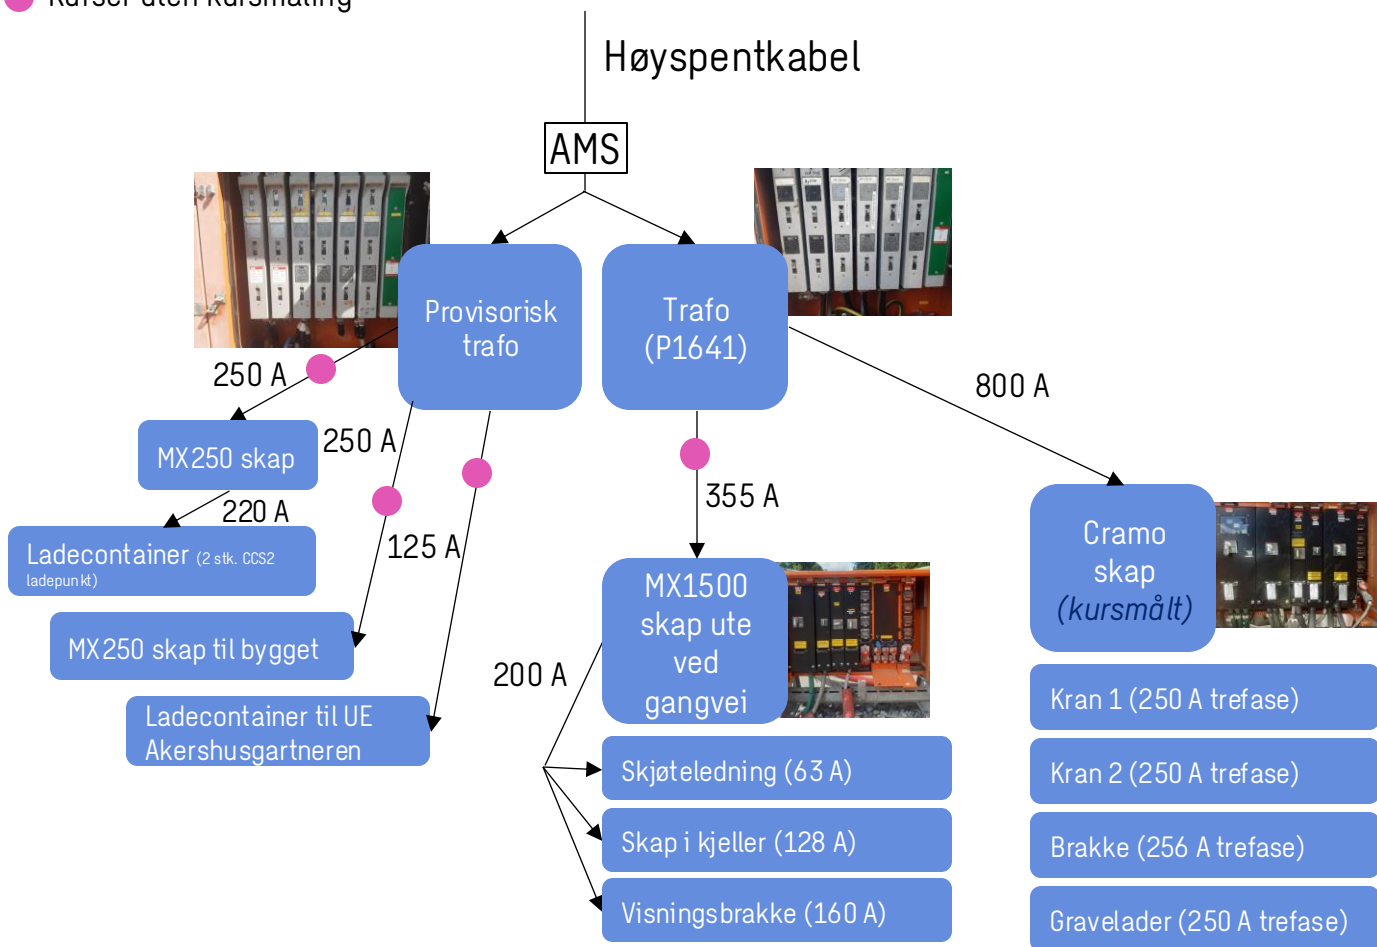 Kurser uten kursmåling
Høyspentkabel
AMS
Provisorisk
trafo
Trafo
(P1641)
250 A
800 A
MX250 skap
250 A
220 A
355 A
125 A
Ladecontainer (2 stk. CCS2
ladepunkt)
MX250 skap til bygget
Ladecontainer til UE
Akershusgartneren
MX1500
skap ute
ved
gangvei
200 A
Cramo
skap
(kursmålt)
Skjøteledning (63 A)
Skap i kjeller (128 A)
Visningsbrakke (160 A)
Kran 1 (250 A trefase)
Kran 2 (250 A trefase)
Brakke (256 A trefase)
Gravelader (250 A trefase)